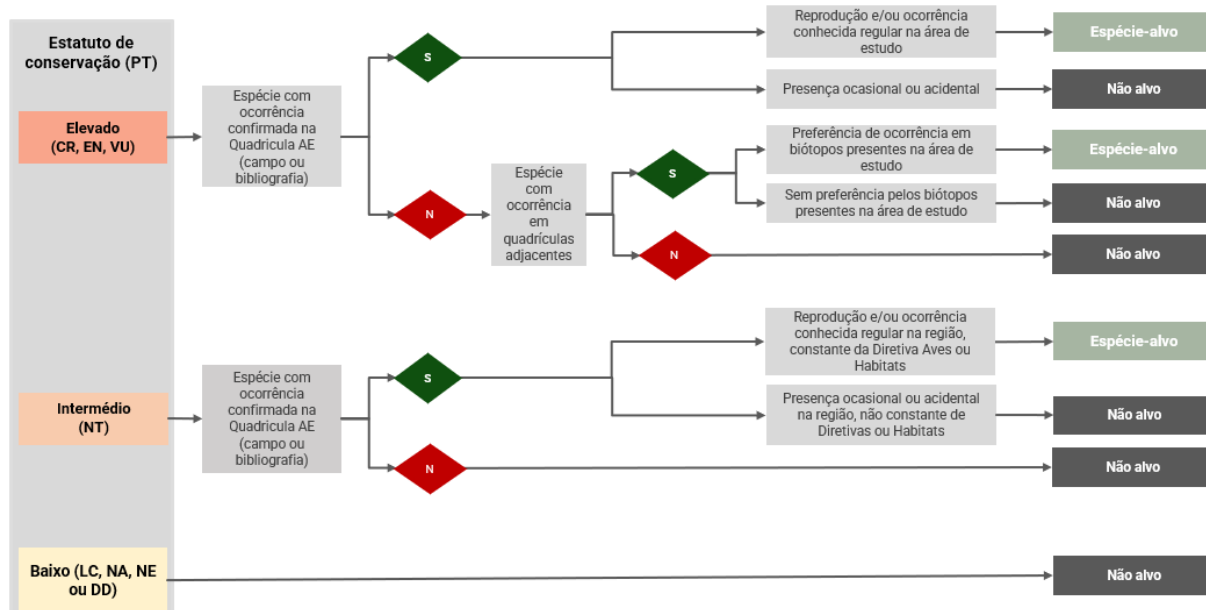 Estatuto de
conservação (PT)
Elevado
(CR, EN, VU)
Espécie com
ocorrência
confirmada na
Quadricula AE
(campo ou
bibliografia)
S
Reprodução e/ou ocorrência
conhecida regular na área de
estudo
Espécie-alvo
Presença ocasional ou acidental
Não alvo
N
Espécie
com
ocorrência
em
quadrículas
adjacentes
S
Preferência de ocorrência em
biótopos presentes na área de
estudo
Espécie-alvo
Sem preferência pelos biótopos
presentes na área de estudo
Não alvo
N
Não alvo
Intermédio
(NT)
Espécie com
ocorrência
confirmada na
Quadricula AE
(campo ou
bibliografia)
S
Reprodução e/ou ocorrência
conhecida regular na região,
constante da Diretiva Aves ou
Habitats
Espécie-alvo
Presença ocasional ou acidental
na região, não constante de
Diretivas ou Habitats
Não alvo
N
Não alvo
Baixo (LC, NA, NE
ou DD)
Não alvo